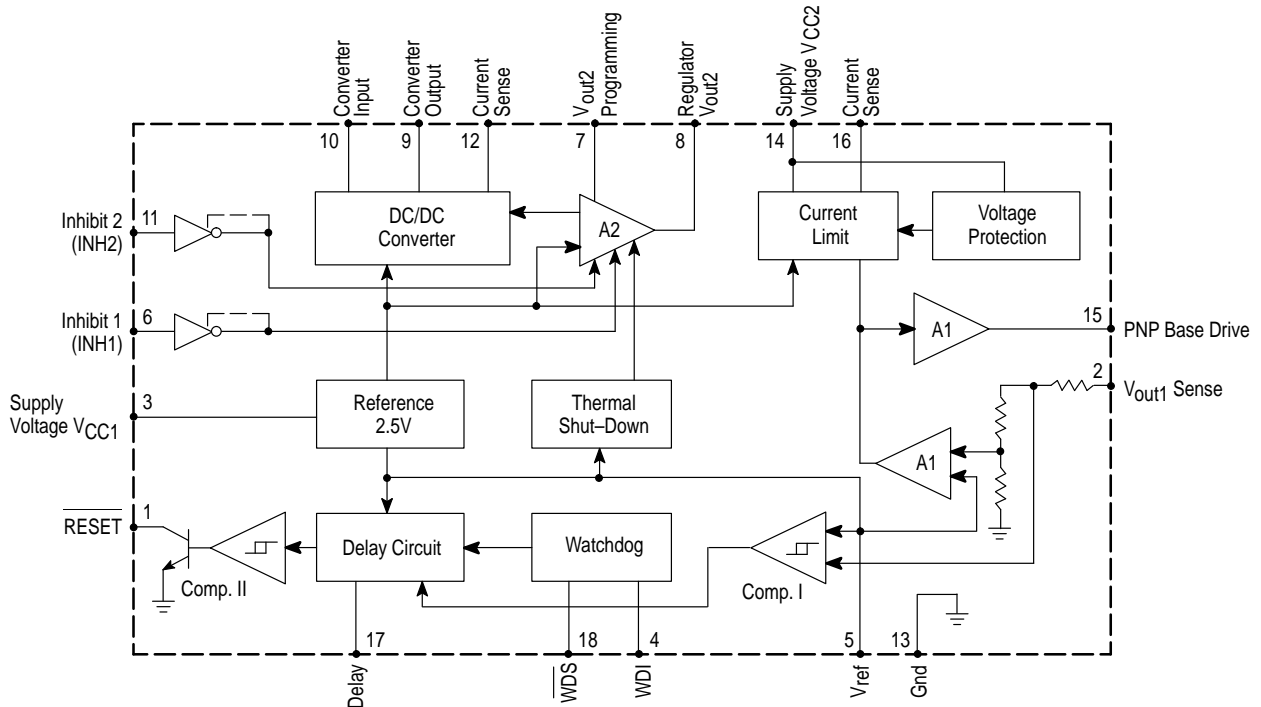 Converter
Input
Converter
Output
Current
Sense
Vout2
Programming
Regulator
Vout2
Supply
Voltage VCC2
Current
Sense
10
9
12
7
8
14
16
Inhibit 2
(INH2)
11
DC/DC
Converter
A2
Current
Limit
Voltage
Protection
Inhibit 1
(INH1)
6
A1
15
PNP Base Drive
Supply
Voltage VCC1
3
Reference
2.5V
Thermal
Shut–Down
2
Vout1 Sense
A1
RESET
1
Comp. II
Delay Circuit
Watchdog
Comp. I
17
18
4
5
13
Delay
WDS
WDI
Vref
Gnd